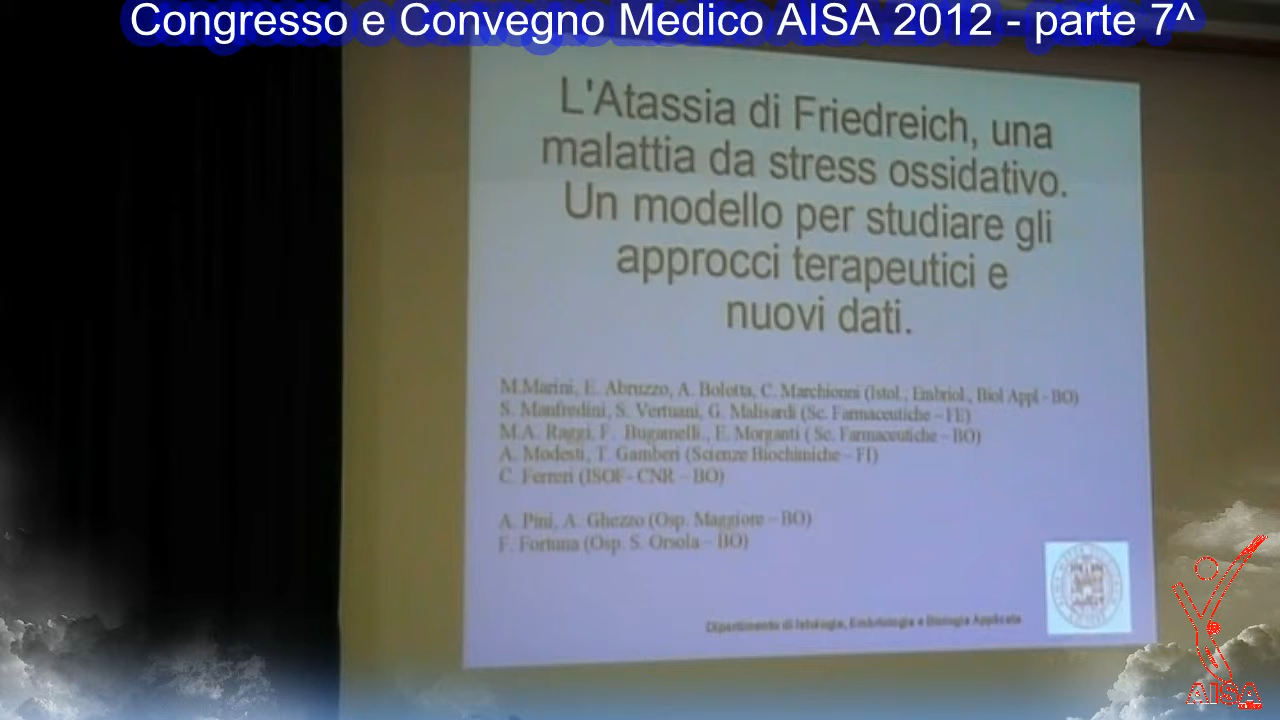 Congresso e Convegno Medico AISA 2012 - parte 7^
L'Atassia di Friedreich, una
malattia da stress ossidativo.
Un modello per studiare gli
approcci terapeutici e
nuovi dati.
M.Marini, E. Abruzzo, A. Bolotta, C. Marchionni (Istol., Embriol., Biol Appl - BO)
S. Manfredini, S. Vertuani, G. Malisardi (Sc. Farmaceutiche – FE)
M.A. Raggi, F. Bugamelli., E. Morganti ( Sc. Farmaceutiche – BO)
A. Modesti, T. Gamberi (Scienze Biochimiche – FI)
C. Ferreri (ISOF- CNR – BO)
A. Pini, A. Ghezzo (Osp. Maggiore – BO)
F. Fortuna (Osp. S. Orsola – BO)
Dipartimento di Istologia, Embriologia e Biologia Applicata
AISA